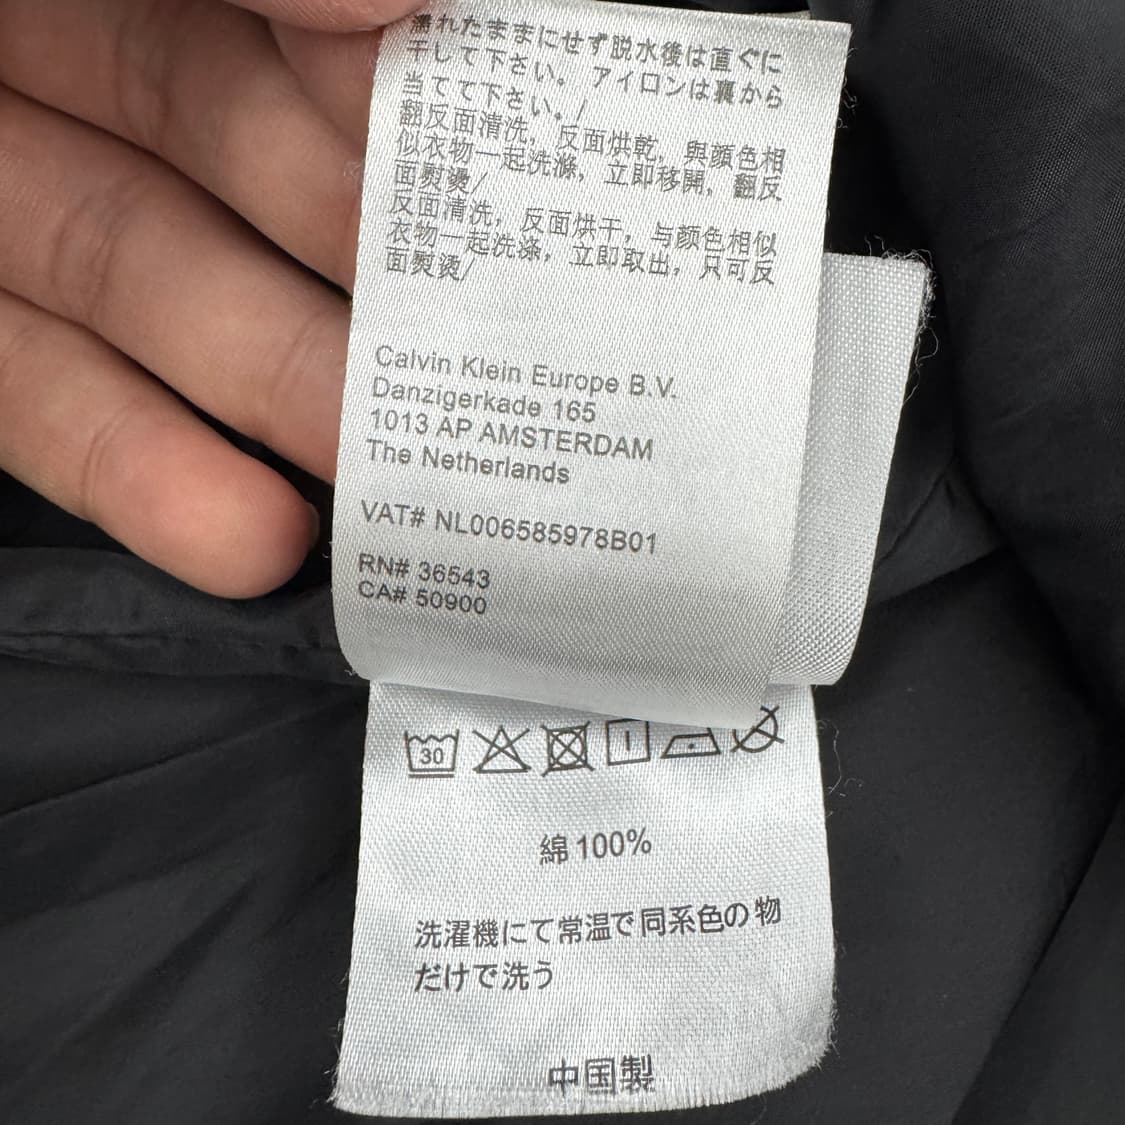 濡れたままにせず脱水後は直ぐに
干して下さい。 アイロンは裏から
当てて下さい。/
翻反面清洗, 反面烘乾, 與顏色相
似衣物一起洗滌, 立即移開, 翻反
面熨燙/
反面清洗, 反面烘干, 与颜色相似
衣物一起洗涤, 立即取出, 只可反
面熨烫/
Calvin Klein Europe B.V.
Danzigerkade 165
1013 AP AMSTERDAM
The Netherlands
VAT# NL006585978B01
RN# 36543
CA# 50900
30
綿100%
洗濯機にて常温で同系色の物
だけで洗う
中国製